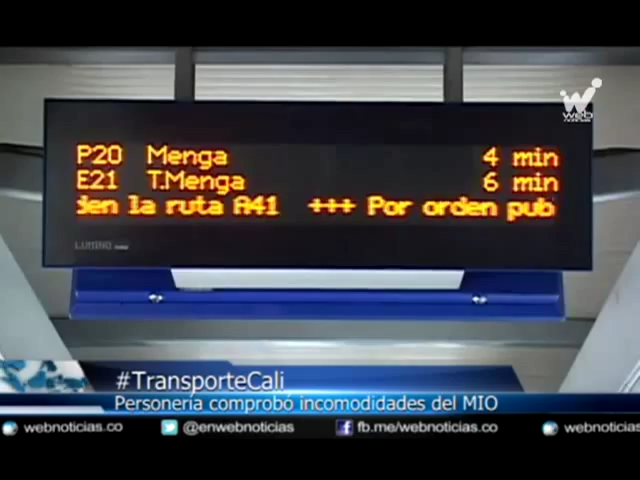 web
P20 Menga 4 min
E21 T.Menga 6 min
den la ruta A41 +++ Por orden pub
LUMINO
#TransporteCali
Personería comprobó incomodidades del MIO
webnoticias.co @enwebnoticias fb.me/webnoticias.co webnoticias.co